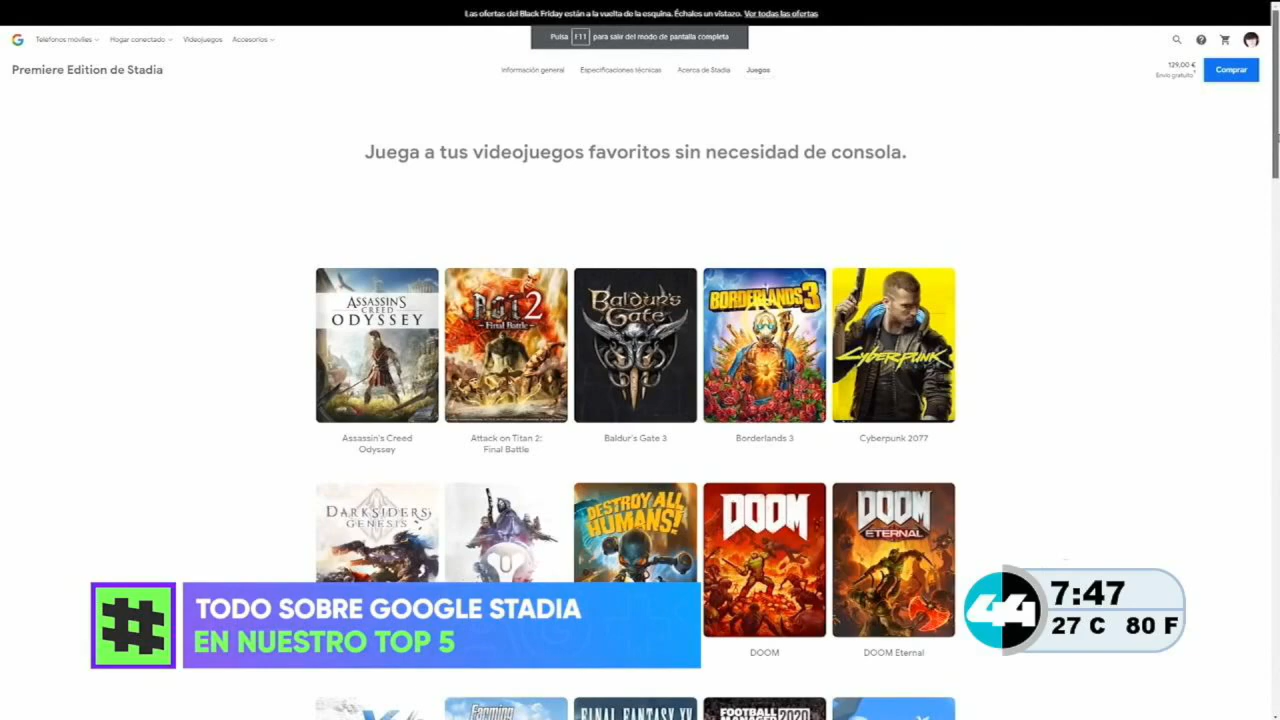 Las ofertas del Black Friday están a la vuelta de la esquina. Échales un vistazo. Ver todas las ofertas
Teléfonos móviles
Hogar conectado
Videojuegos
Accesorios
Pulsa F11 para salir del modo de pantalla completa
Premiere Edition de Stadia
Información general
Especificaciones técnicas
Acerca de Stadia
Juegos
129,00 €
Envío gratuito
Comprar
Juega a tus videojuegos favoritos sin necesidad de consola.
ASSASSIN'S
CREED
ODYSSEY
2
Final Battle
BALDUR'S
GATE
BORDERLANDS 3
CYBERPUNK
Assassin's Creed
Odyssey
Attack on Titan 2:
Final Battle
Baldur's Gate 3
Borderlands 3
Cyberpunk 2077
DARKSIDERS
GENESIS
DESTROY ALL
HUMANS!
DOOM
DOOM
ETERNAL
DOOM
DOOM Eternal
#
TODO SOBRE GOOGLE STADIA
EN NUESTRO TOP 5
44
7:47
27 C 80 F
Farming
FINAL FANTASY XV
FOOTBALL
MANAGER 2020